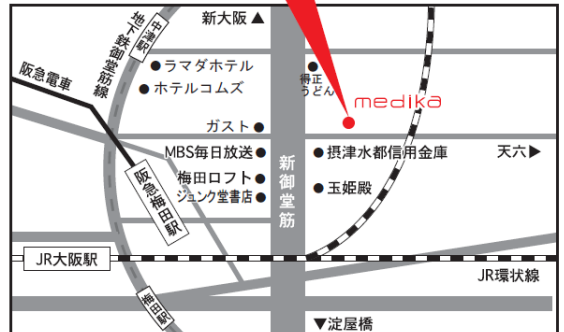 新大阪▲
中津駅
地下鉄御堂筋線
阪急電車
ラマダホテル
ホテルコムズ
得正
うどん
medika
ガスト
MBS毎日放送
摂津水都信用金庫
天六▶
新御堂筋
梅田ロフト
ジュンク堂書店
玉姫殿
阪急梅田駅
JR大阪駅
JR環状線
梅田駅
▼淀屋橋